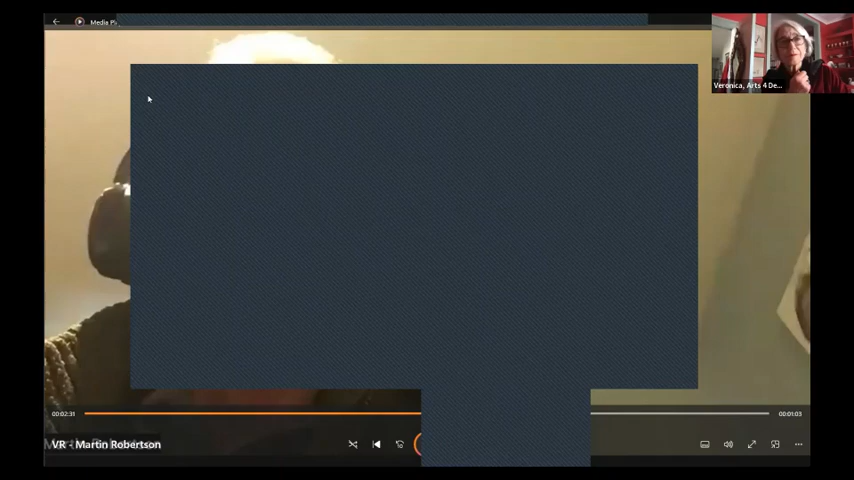 Media Pl
Veronica, Arts 4 De...
00:02:31
00:01:03
VR - Martin Robertson